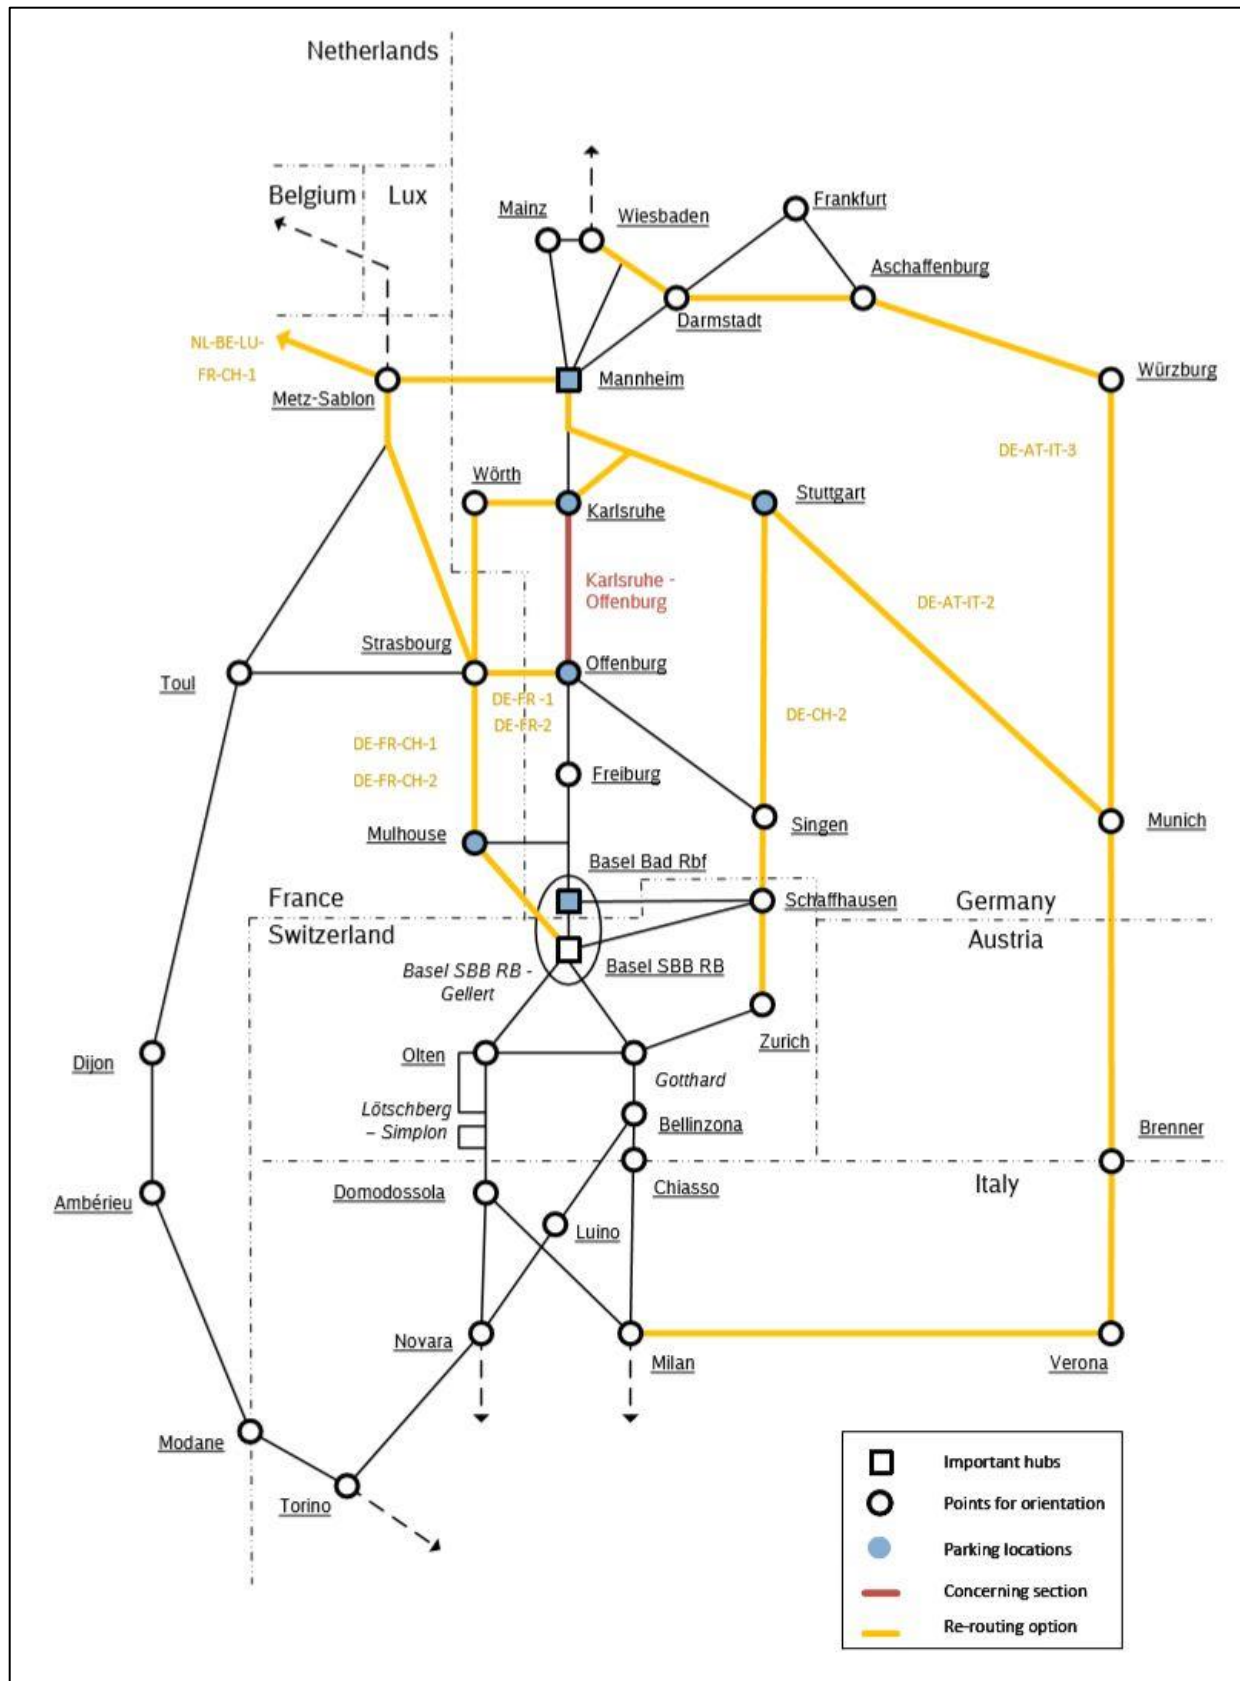 Netherlands
Belgium
Lux
Mainz
Wiesbaden
Frankfurt
Aschaffenburg
Darmstadt
NL-BE-LU-
FR-CH-1
Metz-Sablon
Mannheim
Würzburg
DE-AT-IT-3
Wörth
Karlsruhe
Stuttgart
Karlsruhe -
Offenburg
DE-AT-IT-2
Strasbourg
Offenburg
Toul
DE-FR -1
DE-FR-2
DE-CH-2
DE-FR-CH-1
DE-FR-CH-2
Freiburg
Mulhouse
Singen
Munich
Basel Bad Rbf
France
Schaffhausen
Germany
Switzerland
Austria
Basel SBB RB -
Gellert
Basel SBB RB
Zurich
Dijon
Olten
Gotthard
Lötschberg
– Simplon
Bellinzona
Brenner
Ambérieu
Domodossola
Chiasso
Italy
Luino
Novara
Milan
Verona
Modane
Torino
Important hubs
Points for orientation
Parking locations
Concerning section
Re-routing option